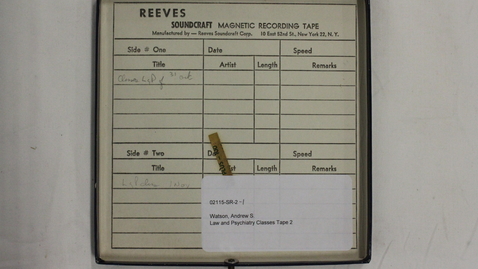 REEVES
SOUNDCRAFT MAGNETIC RECORDING TAPE
Manufactured by — Reeves Soundcraft Corp. 10 East 52nd St., New York 22, N. Y.
Side # One Date Speed
Title Artist Length Remarks
Side # Two Speed
Title Length Remarks
02115-SR-2-1
Watson, Andrew S.
Law and Psychiatry Classes Tape 2